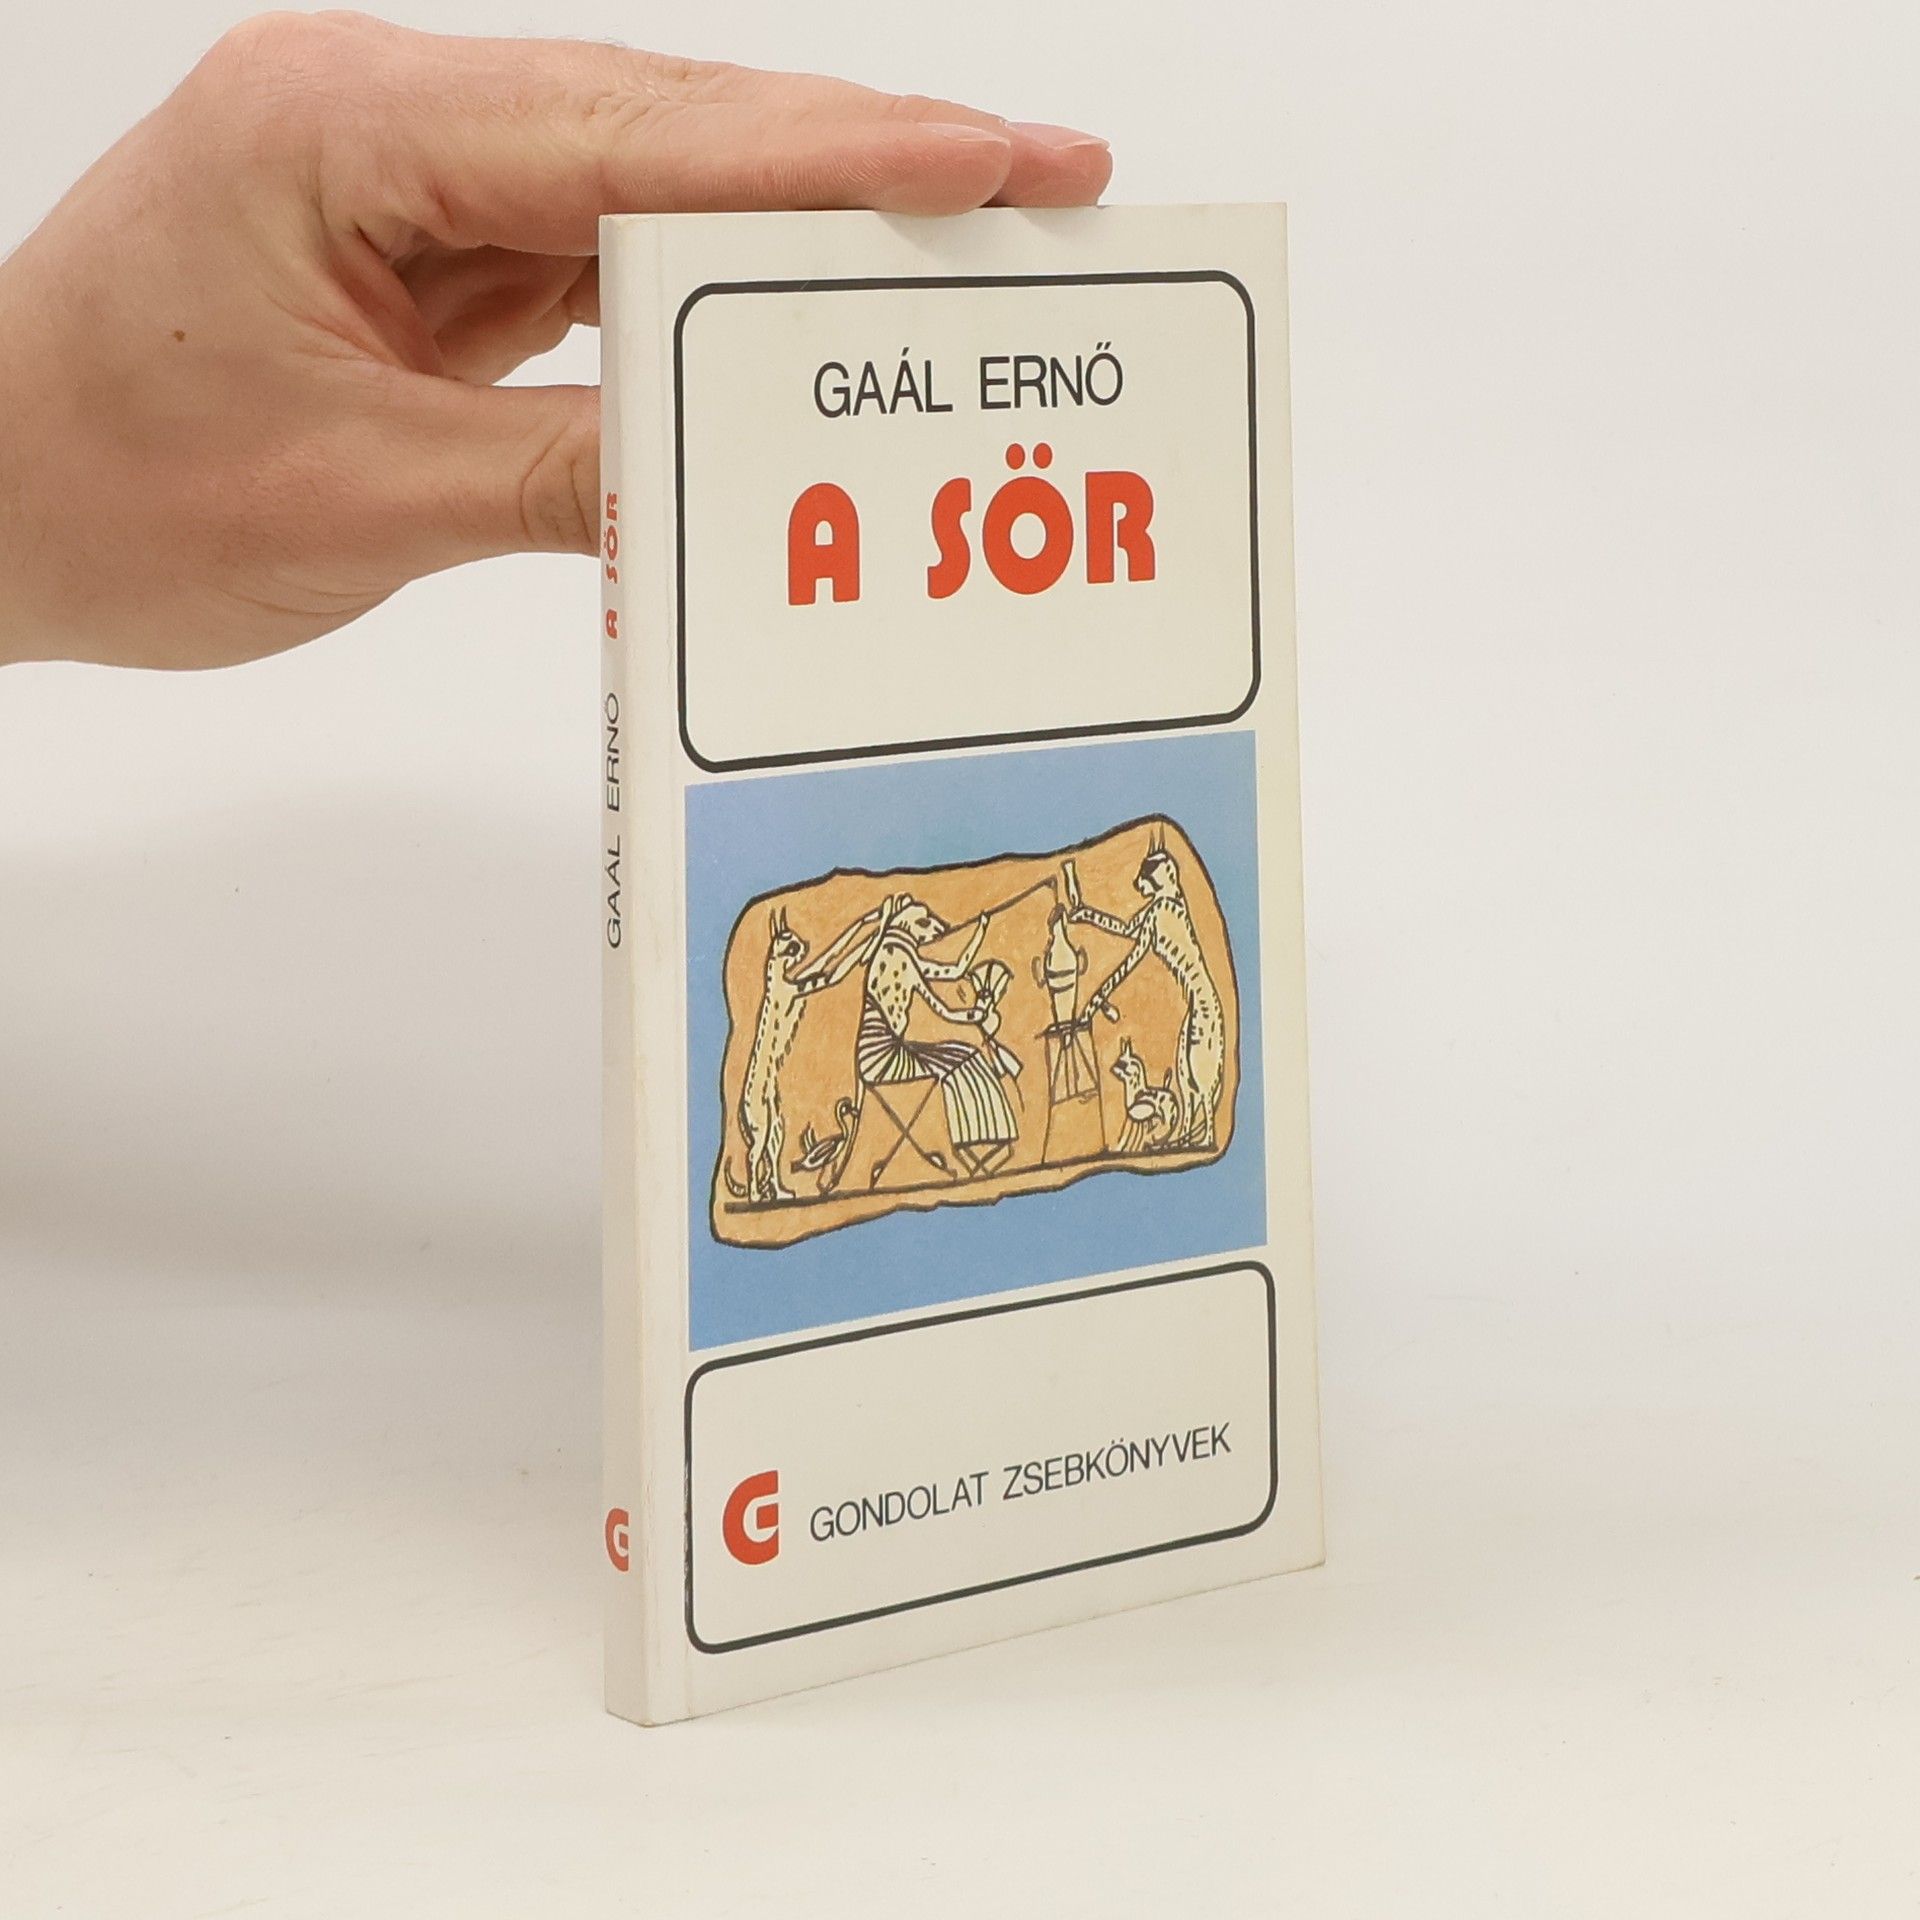 GAÁL ERNŐ
A SÖR
G GONDOLAT ZSEBKÖNYVEK
G GAÁL ERNŐ A SÖR